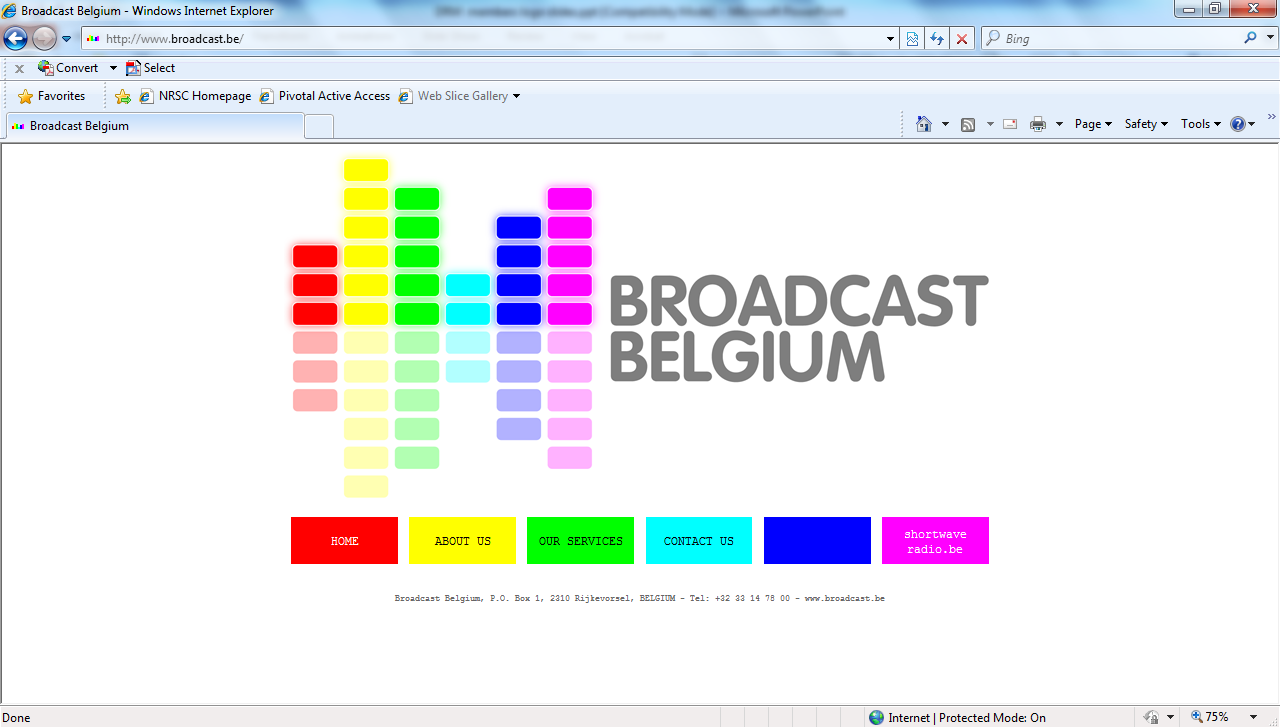 Broadcast Belgium - Windows Internet Explorer
http://www.broadcast.be/
Bing
Convert Select
Favorites NRSC Homepage Pivotal Active Access Web Slice Gallery
Broadcast Belgium
Page Safety Tools
BROADCAST
BELGIUM
HOME ABOUT US OUR SERVICES CONTACT US
shortwave
radio.be
Broadcast Belgium, P.O. Box 1, 2310 Rijkevorsel, BELGIUM - Tel: +32 33 14 78 00 - www.broadcast.be
Done Internet | Protected Mode: On 75%